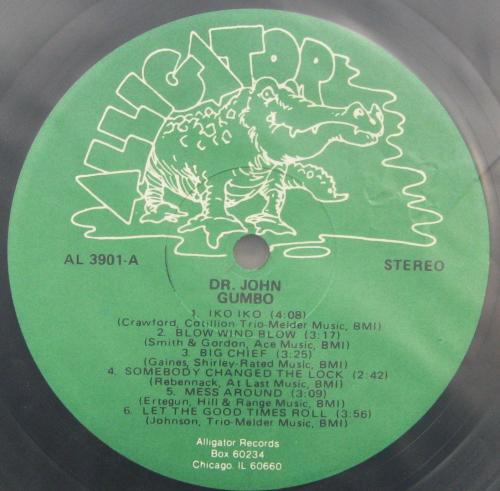 ALLIGATOR
AL 3901-A
STEREO
DR. JOHN
GUMBO
1. IKO IKO (4:08)
(Crawford, Cotillion-Trio-Melder Music, BMI)
2. BLOW WIND BLOW (3:17)
(Smith & Gordon, Ace Music, BMI)
3. BIG CHIEF (3:25)
(Gaines, Shirley-Rated Music, BMI)
4. SOMEBODY CHANGED THE LOCK (2:42)
(Rebennack, At Last Music, BMI)
5. MESS AROUND (3:09)
(Ertegun, Hill & Range Music, BMI)
6. LET THE GOOD TIMES ROLL (3:56)
(Johnson, Trio-Melder Music, BMI)
Alligator Records
Box 60234
Chicago, IL 60660